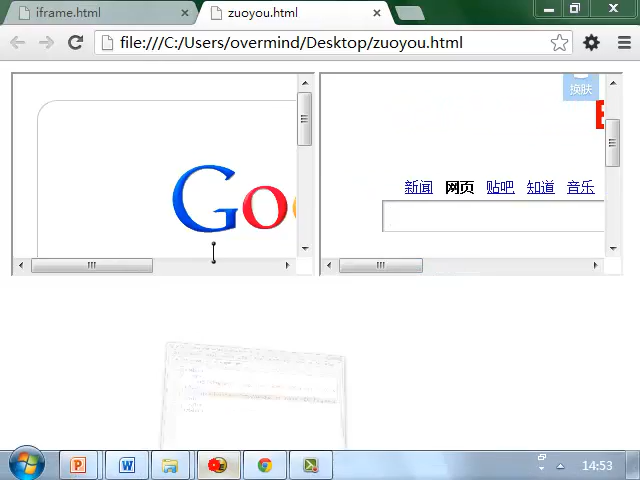 iframe.html
zuoyou.html
file:///C:/Users/overmind/Desktop/zuoyou.html
换肤
Goo
新闻 网页 贴吧 知道 音乐
14:53